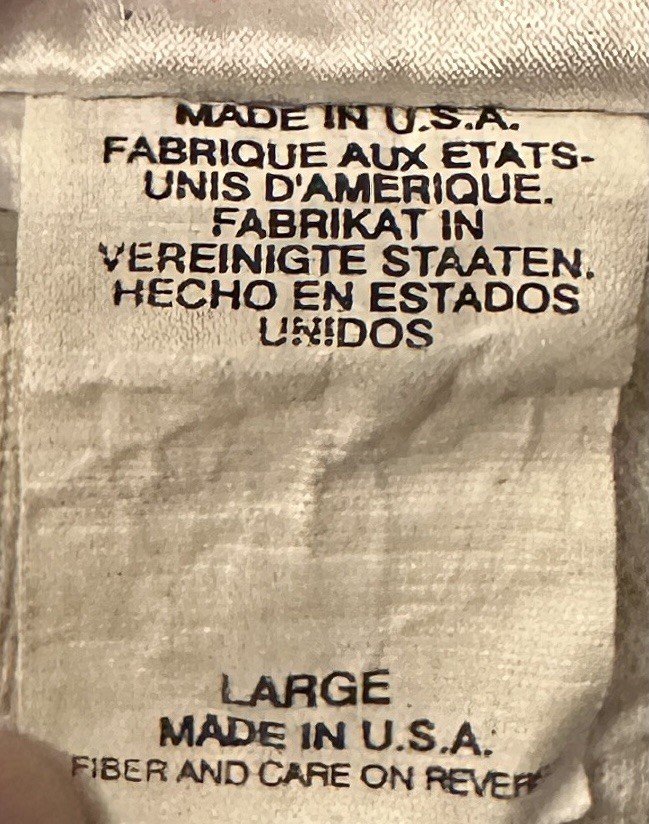 MADE IN U.S.A.
FABRIQUE AUX ETATS-
UNIS D'AMERIQUE.
FABRIKAT IN
VEREINIGTE STAATEN.
HECHO EN ESTADOS
UNIDOS
LARGE
MADE IN U.S.A.
FIBER AND CARE ON